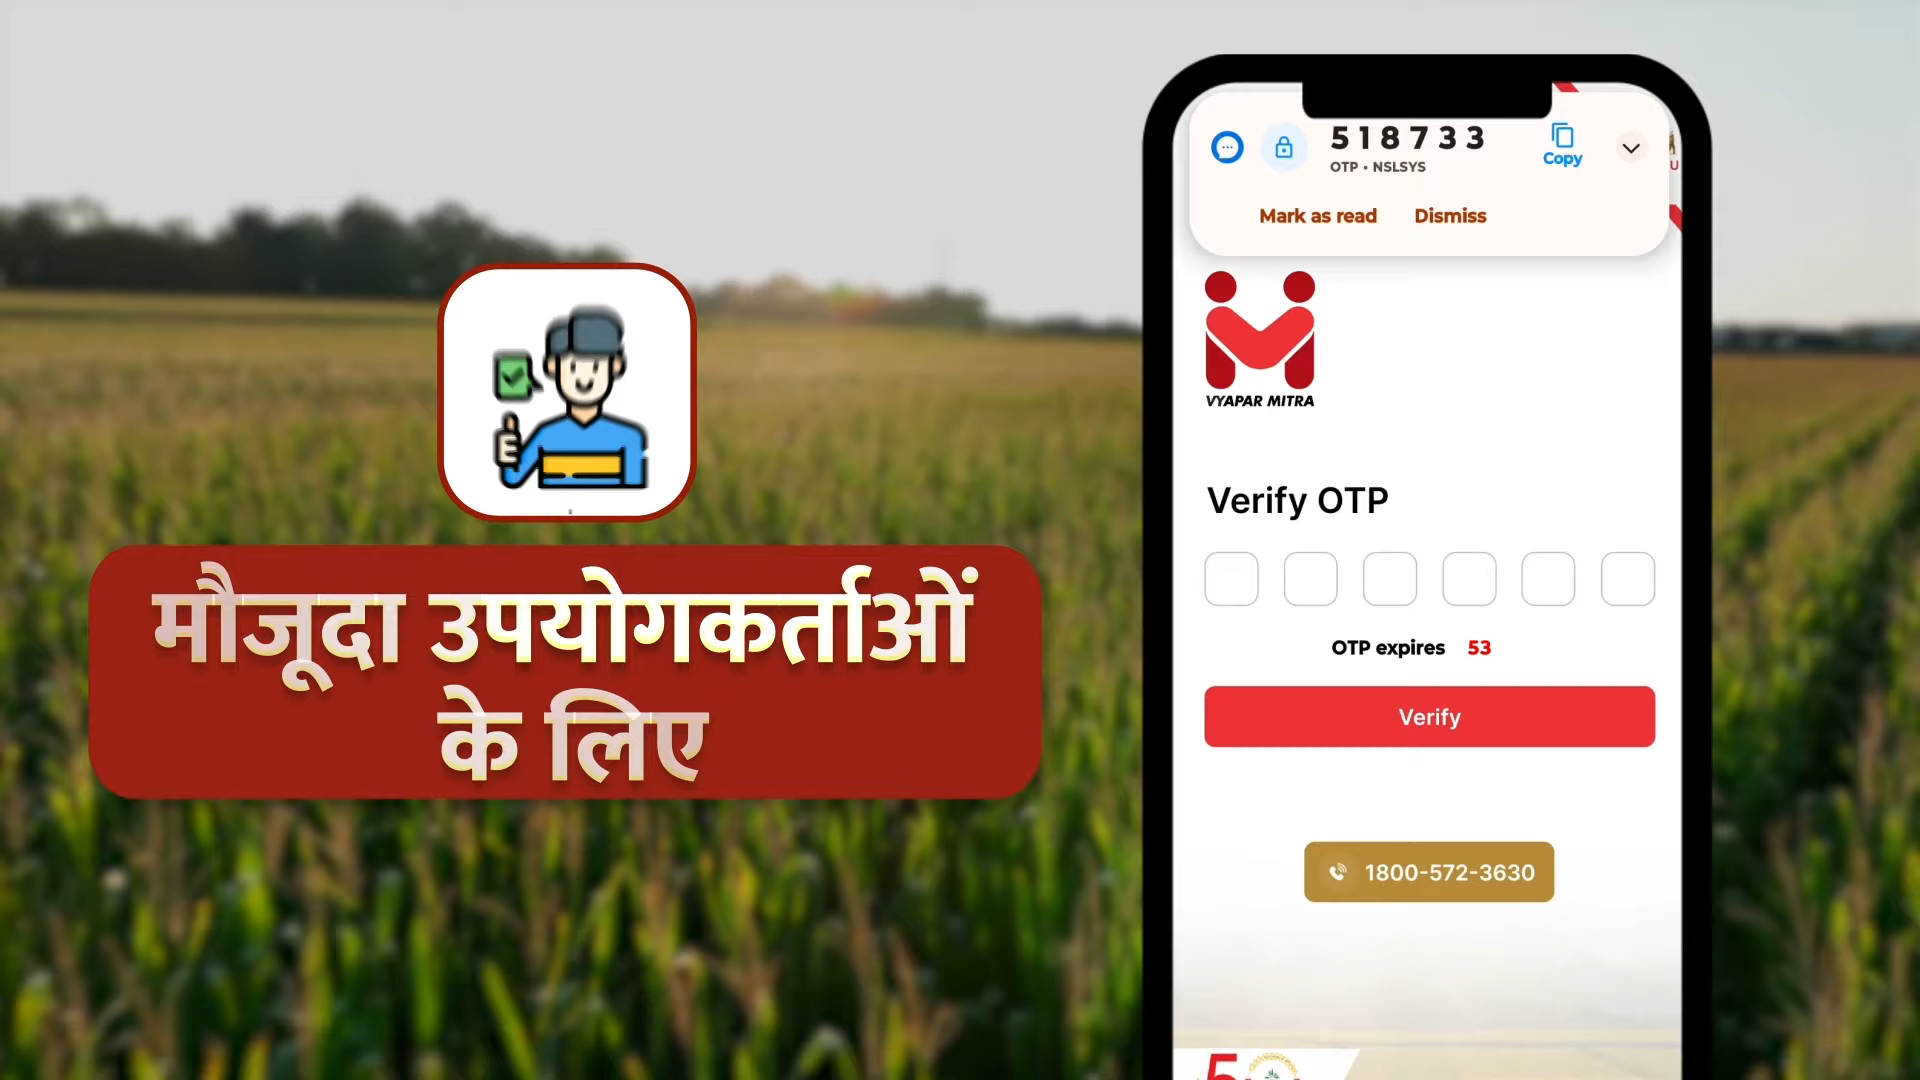 मौजूदा उपयोगकर्ताओं
के लिए
518733
OTP • NSLSYS
Copy
Mark as read Dismiss
VYAPAR MITRA
Verify OTP
OTP expires 53
Verify
1800-572-3630
5